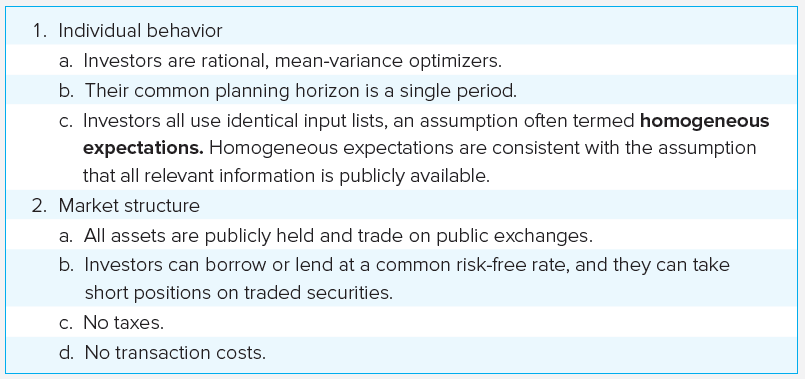 1. Individual behavior
a. Investors are rational, mean-variance optimizers.
b. Their common planning horizon is a single period.
c. Investors all use identical input lists, an assumption often termed homogeneous
expectations. Homogeneous expectations are consistent with the assumption
that all relevant information is publicly available.
2. Market structure
a. All assets are publicly held and trade on public exchanges.
b. Investors can borrow or lend at a common risk-free rate, and they can take
short positions on traded securities.
c. No taxes.
d. No transaction costs.